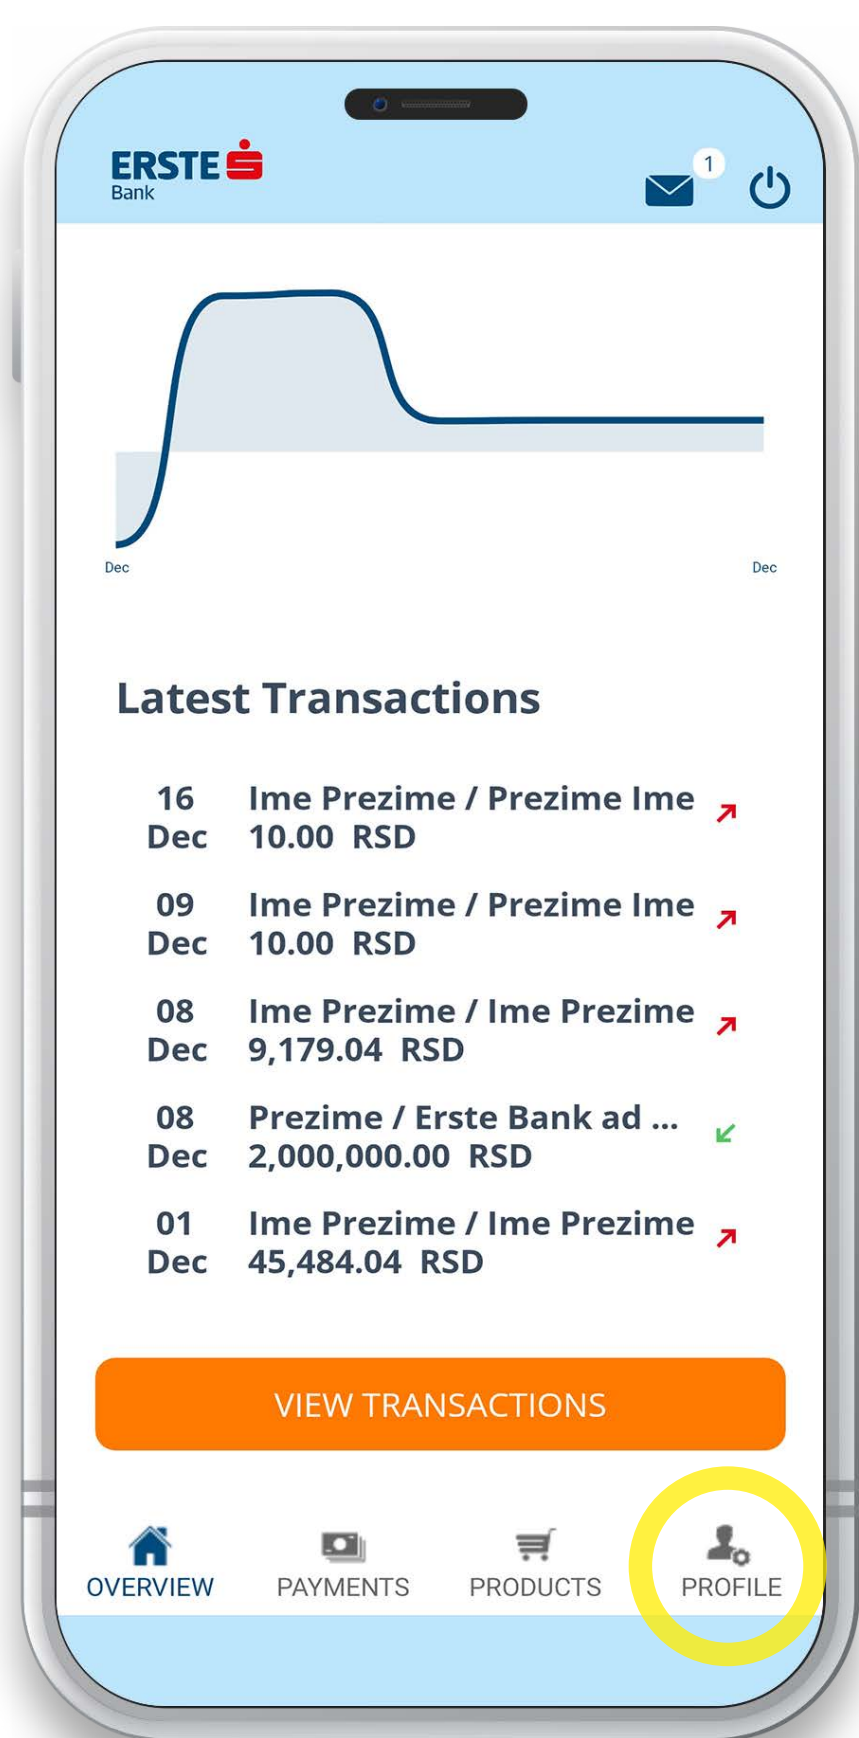 ERSTE
Bank
1
Dec
Dec
Latest Transactions
16 Ime Prezime / Prezime Ime
Dec 10.00 RSD
09 Ime Prezime / Prezime Ime
Dec 10.00 RSD
08 Ime Prezime / Ime Prezime
Dec 9,179.04 RSD
08 Prezime / Erste Bank ad ...
Dec 2,000,000.00 RSD
01 Ime Prezime / Ime Prezime
Dec 45,484.04 RSD
VIEW TRANSACTIONS
OVERVIEW PAYMENTS PRODUCTS PROFILE